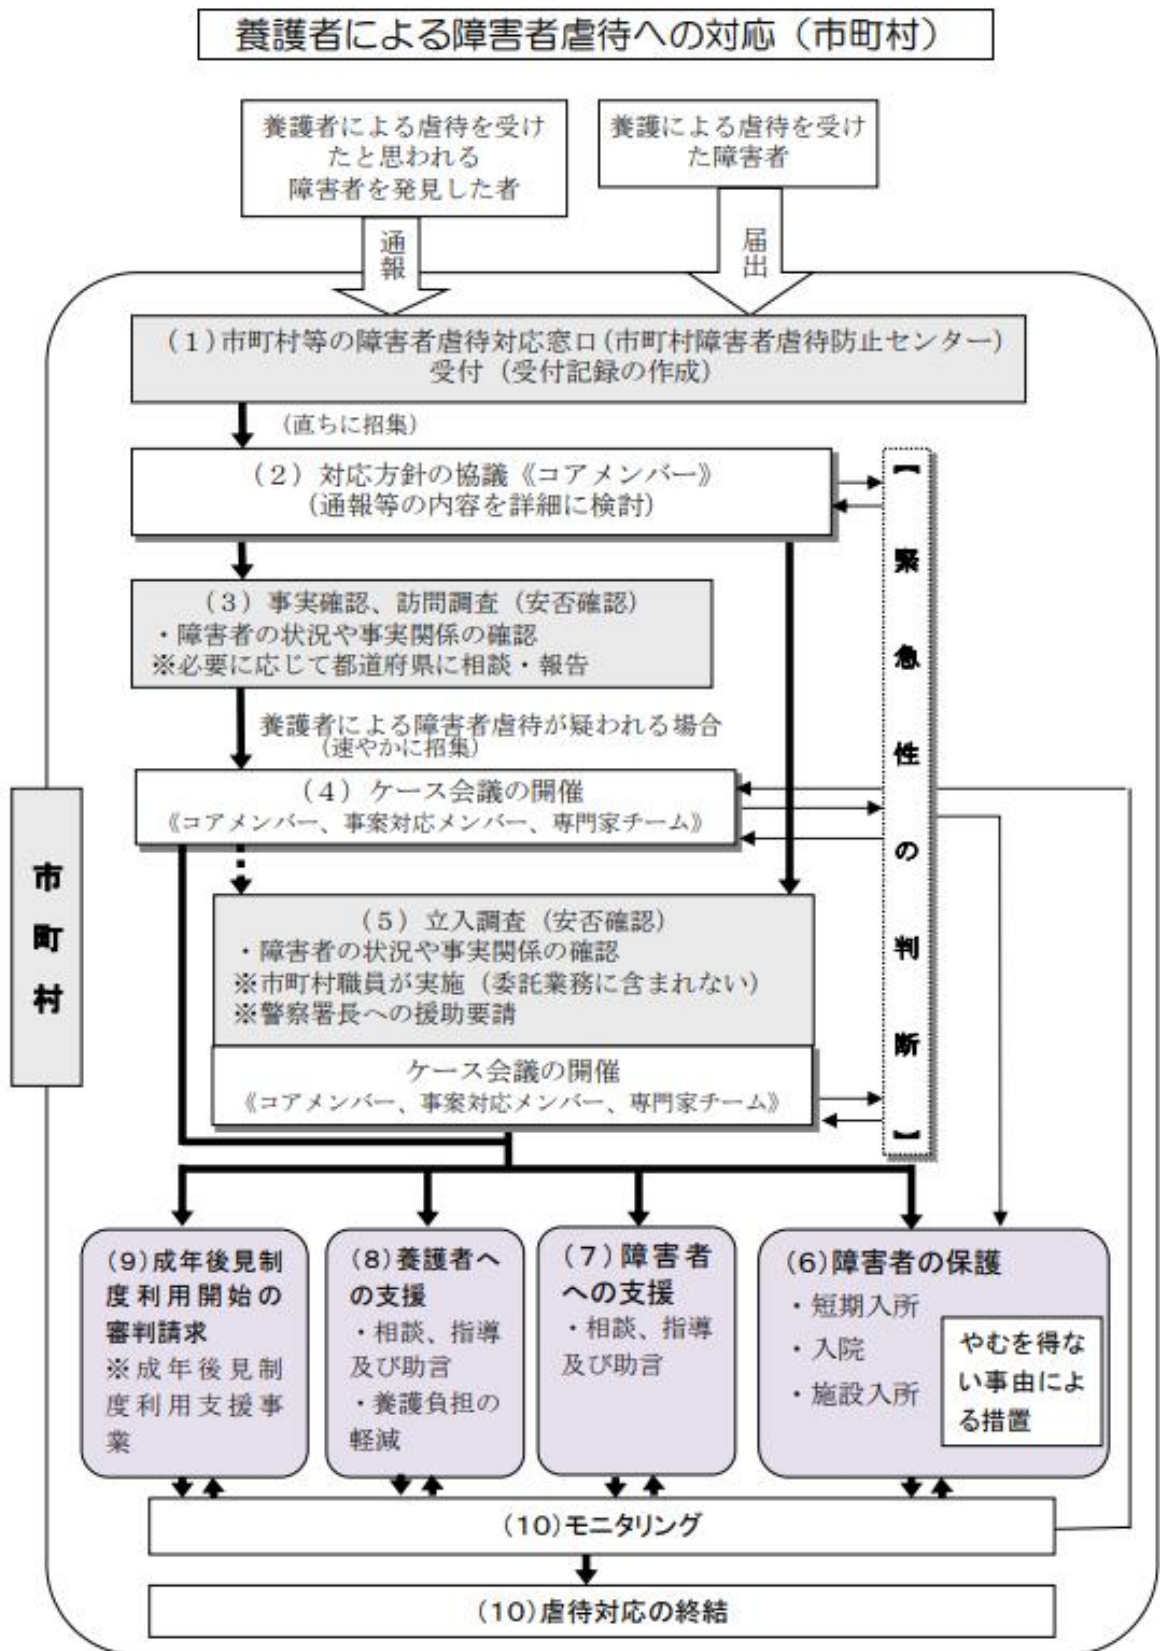 養護者による障害者虐待への対応（市町村）
養護者による虐待を受け
たと思われる
障害者を発見した者
養護による虐待を受け
た障害者
通報
届出
（１）市町村等の障害者虐待対応窓口（市町村障害者虐待防止センター）
受付（受付記録の作成）
（直ちに招集）
（２）対応方針の協議《コアメンバー》
（通報等の内容を詳細に検討）
【緊急性の判断】
（３）事実確認、訪問調査（安否確認）
・障害者の状況や事実関係の確認
※必要に応じて都道府県に相談・報告
養護者による障害者虐待が疑われる場合
（速やかに招集）
（４）ケース会議の開催
《コアメンバー、事案対応メンバー、専門家チーム》
市町村
（５）立入調査（安否確認）
・障害者の状況や事実関係の確認
※市町村職員が実施（委託業務に含まれない）
※警察署長への援助要請
ケース会議の開催
《コアメンバー、事案対応メンバー、専門家チーム》
(9)成年後見制
度利用開始の
審判請求
※成年後見制
度利用支援事
業
(8)養護者へ
の支援
・相談、指導
及び助言
・養護負担の
軽減
(7)障害者
への支援
・相談、指導
及び助言
(6)障害者の保護
・短期入所
・入院
・施設入所
やむを得な
い事由によ
る措置
(10)モニタリング
(10)虐待対応の終結